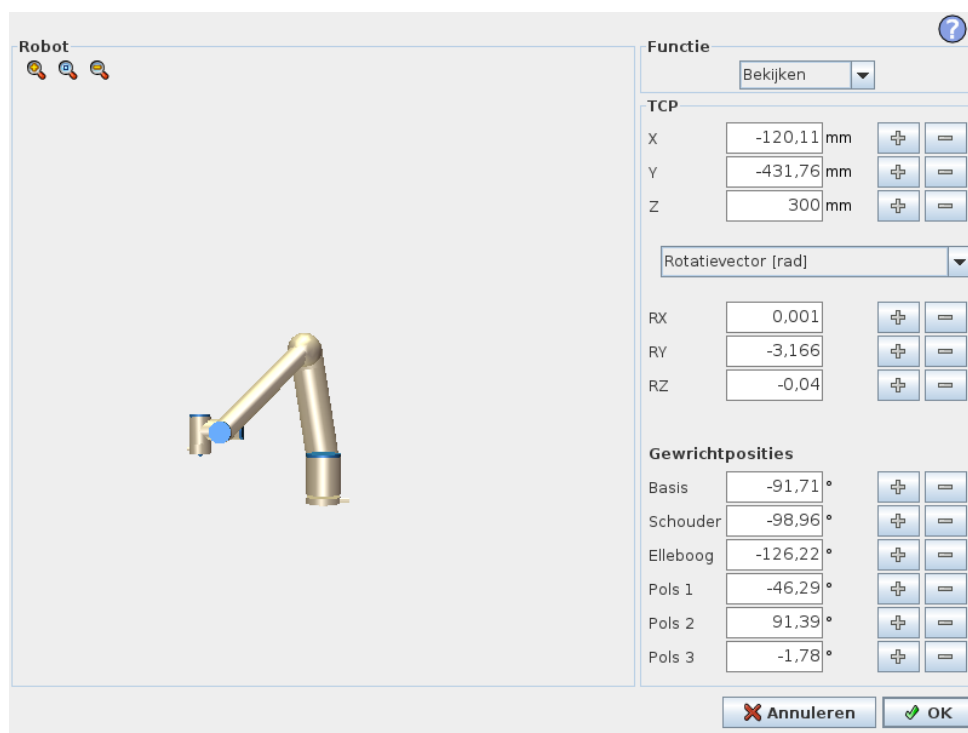 ?
Robot
Functie
Bekijken
TCP
X -120,11 mm
Y -431,76 mm
Z 300 mm
Rotatievector [rad]
RX 0,001
RY -3,166
RZ -0,04
Gewrichtposities
Basis -91,71 °
Schouder -98,96 °
Elleboog -126,22 °
Pols 1 -46,29 °
Pols 2 91,39 °
Pols 3 -1,78 °
Annuleren OK